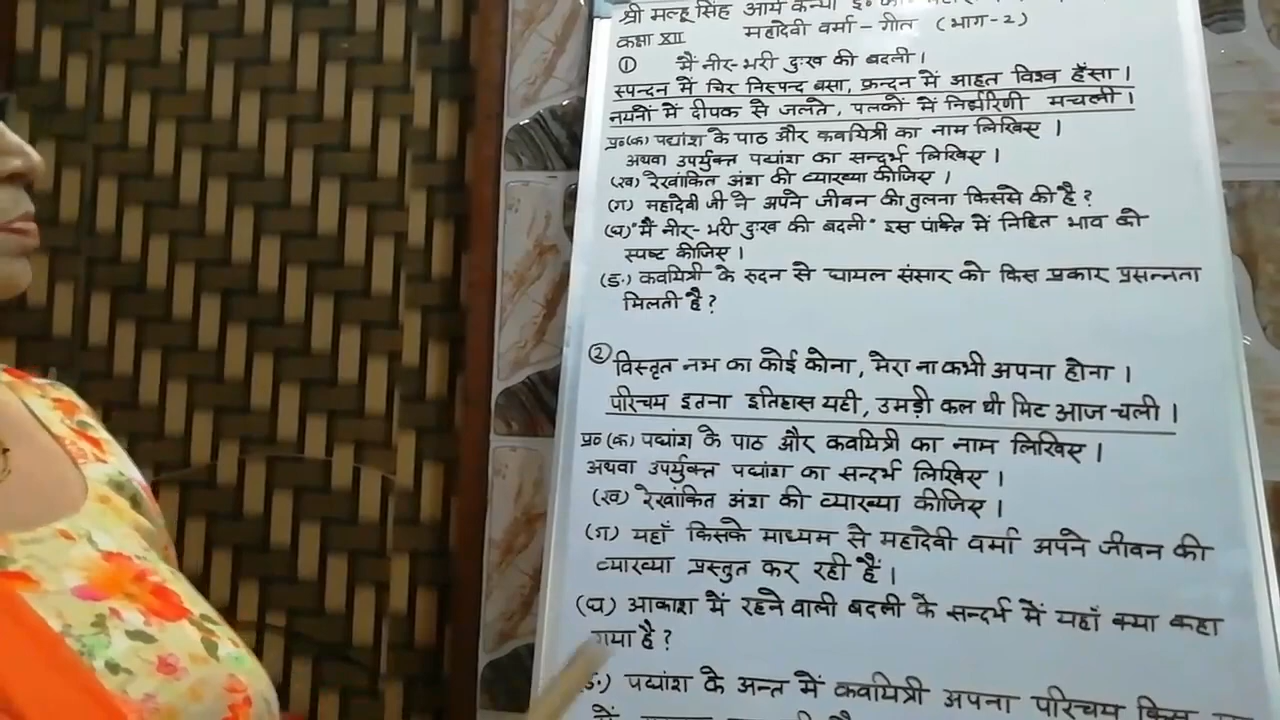 श्री मल्हू सिंह आर्य कन्या इ० का०
कक्षा XII महादेवी वर्मा - गीत (भाग-2)
① मैं नीर-भरी दुःख की बदली।
स्पन्दन में चिर निस्पन्द बसा, क्रन्दन में आहत विश्व हँसा।
नयनों में दीपक से जलते, पलकों में निर्झरिणी मचली।
प्र०(क) पद्यांश के पाठ और कवयित्री का नाम लिखिए ।
अथवा उपर्युक्त पद्यांश का सन्दर्भ लिखिए।
(ख) रेखांकित अंश की व्याख्या कीजिए ।
(ग) महादेवी जी ने अपने जीवन की तुलना किससे की है?
(घ) "मैं नीर-भरी दुःख की बदली" इस पंक्ति में निहित भाव को
स्पष्ट कीजिए।
(ड.) कवयित्री के रुदन से घायल संसार को किस प्रकार प्रसन्नता
मिलती है?
② विस्तृत नभ का कोई कोना, मेरा ना कभी अपना होना।
परिचय इतना इतिहास यही, उमड़ी कल थी मिट आज चली।
प्र० (क) पद्यांश के पाठ और कवयित्री का नाम लिखिए।
अथवा उपर्युक्त पद्यांश का सन्दर्भ लिखिए।
(ख) रेखांकित अंश की व्याख्या कीजिए।
(ग) यहाँ किसके माध्यम से महादेवी वर्मा अपने जीवन की
व्याख्या प्रस्तुत कर रही हैं।
(घ) आकाश में रहने वाली बदली के सन्दर्भ में यहाँ क्या कहा
गया है?
ड.) पद्यांश के अन्त में कवयित्री अपना परिचय किस